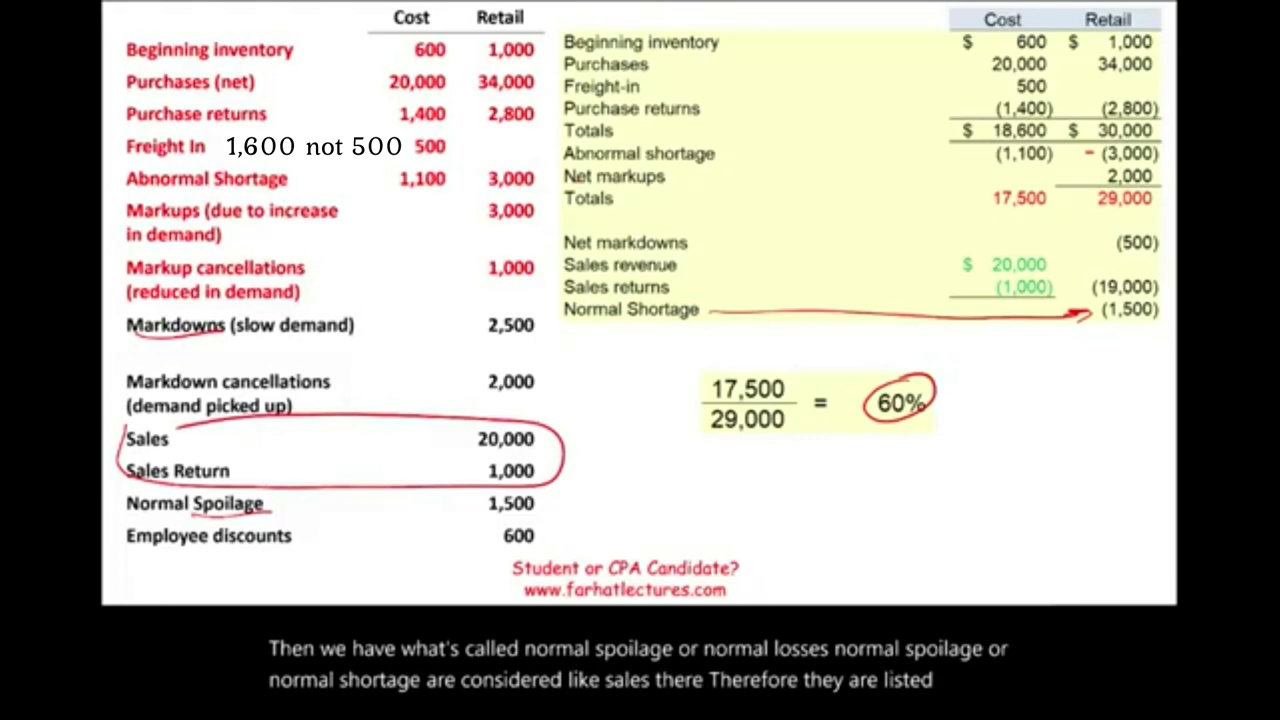 Cost Retail
Beginning inventory 600 1,000
Purchases (net) 20,000 34,000
Purchase returns 1,400 2,800
Freight In 1,600 not 500 500
Abnormal Shortage 1,100 3,000
Markups (due to increase
in demand) 3,000
Markup cancellations
(reduced in demand) 1,000
Markdowns (slow demand) 2,500
Markdown cancellations
(demand picked up) 2,000
Sales 20,000
Sales Return 1,000
Normal Spoilage 1,500
Employee discounts 600
Cost Retail
Beginning inventory $ 600 $ 1,000
Purchases 20,000 34,000
Freight-in 500
Purchase returns (1,400) (2,800)
Totals $ 18,600 $ 30,000
Abnormal shortage (1,100) - (3,000)
Net markups 2,000
Totals 17,500 29,000
Net markdowns (500)
Sales revenue $ 20,000
Sales returns (1,000) (19,000)
Normal Shortage (1,500)
17,500
29,000
= 60%
Student or CPA Candidate?
www.farhatlectures.com
Then we have what's called normal spoilage or normal losses normal spoilage or
normal shortage are considered like sales there Therefore they are listed